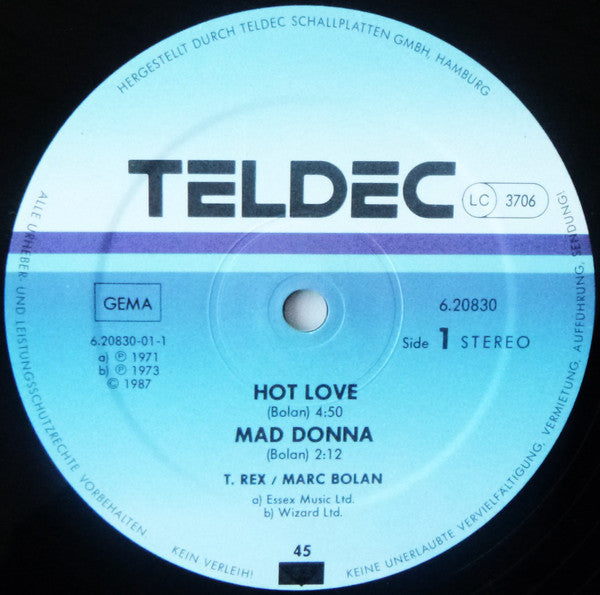 HERGESTELLT DURCH TELDEC SCHALLPLATTEN GMBH, HAMBURG
TELDEC
LC 3706
GEMA
6.20830-01-1
a) Ⓟ 1971
b) Ⓟ 1973
© 1987
6.20830
Side 1 STEREO
HOT LOVE
(Bolan) 4:50
MAD DONNA
(Bolan) 2:12
T. REX / MARC BOLAN
a) Essex Music Ltd.
b) Wizard Ltd.
45
ALLE URHEBER- UND LEISTUNGSSCHUTZRECHTE VORBEHALTEN.
KEIN VERLEIH!
KEINE UNERLAUBTE VERVIELFÄLTIGUNG, VERMIETUNG, AUFFÜHRUNG, SENDUNG!